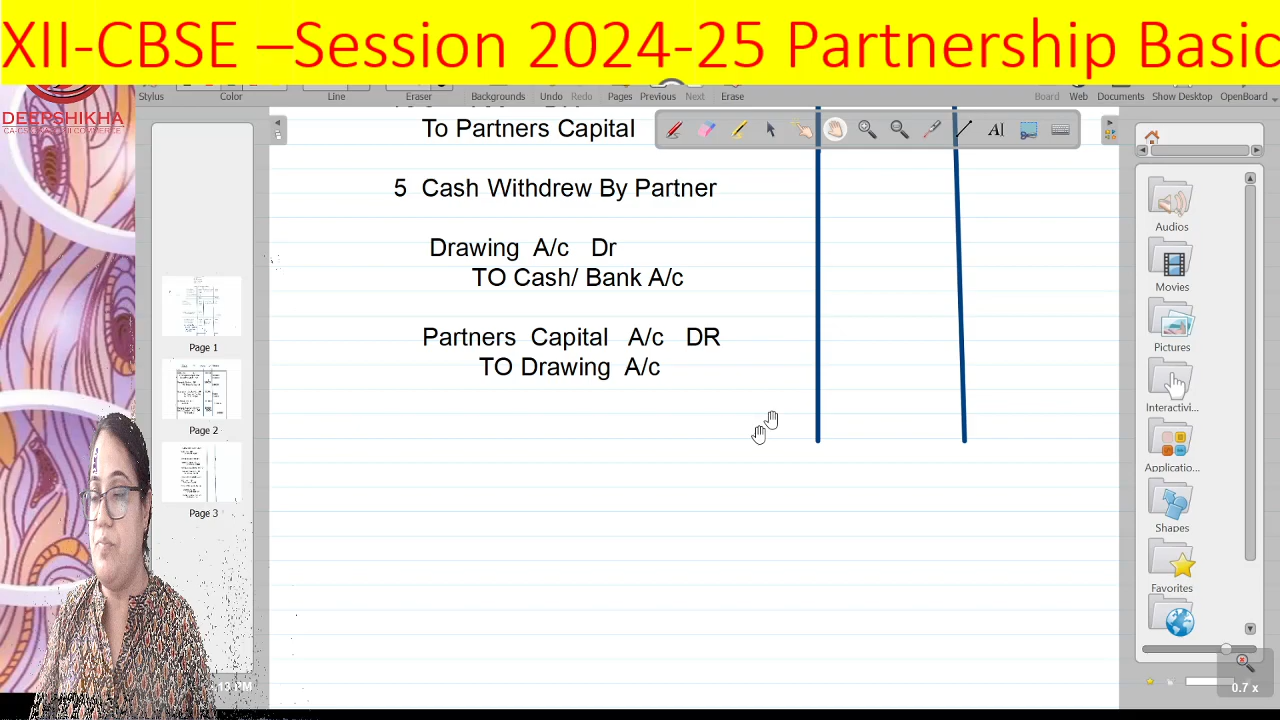 XII-CBSE –Session 2024-25 Partnership Basic
Stylus Color Line Eraser Backgrounds Undo Redo Pages Previous Next Erase Board Web Documents Show Desktop OpenBoard
DEEPSHIKHA
To Partners Capital
5 Cash Withdrew By Partner
Drawing A/c Dr
TO Cash/ Bank A/c
Partners Capital A/c DR
TO Drawing A/c
Page 1
Page 2
Page 3
Audios
Movies
Pictures
Interactivi...
Applicatio...
Shapes
Favorites
13 PM
0.7 x